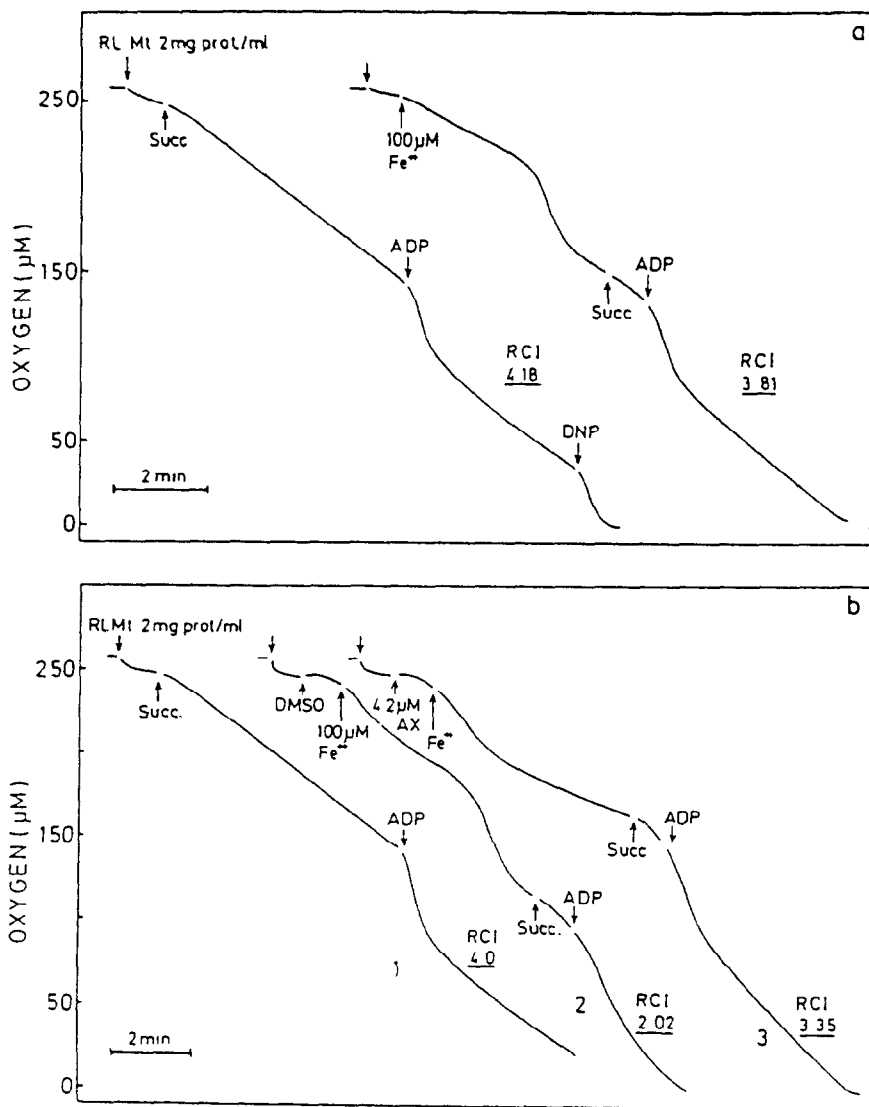 a
RL Mt 2mg prot/ml
250
Succ
100µM
Fe⁺⁺
ADP
ADP
150
Succ
OXYGEN (µM)
RCI
4.18
RCI
3.81
50
DNP
2 min
0
b
RLMt 2mg prot/ml
250
Succ.
DMSO
100µM
Fe⁺⁺
4.2µM
AX
Fe⁺⁺
OXYGEN (µM)
150
ADP
Succ
ADP
Succ.
ADP
RCI
4.0
1
50
2
RCI
2.02
3
RCI
3.35
2min
0